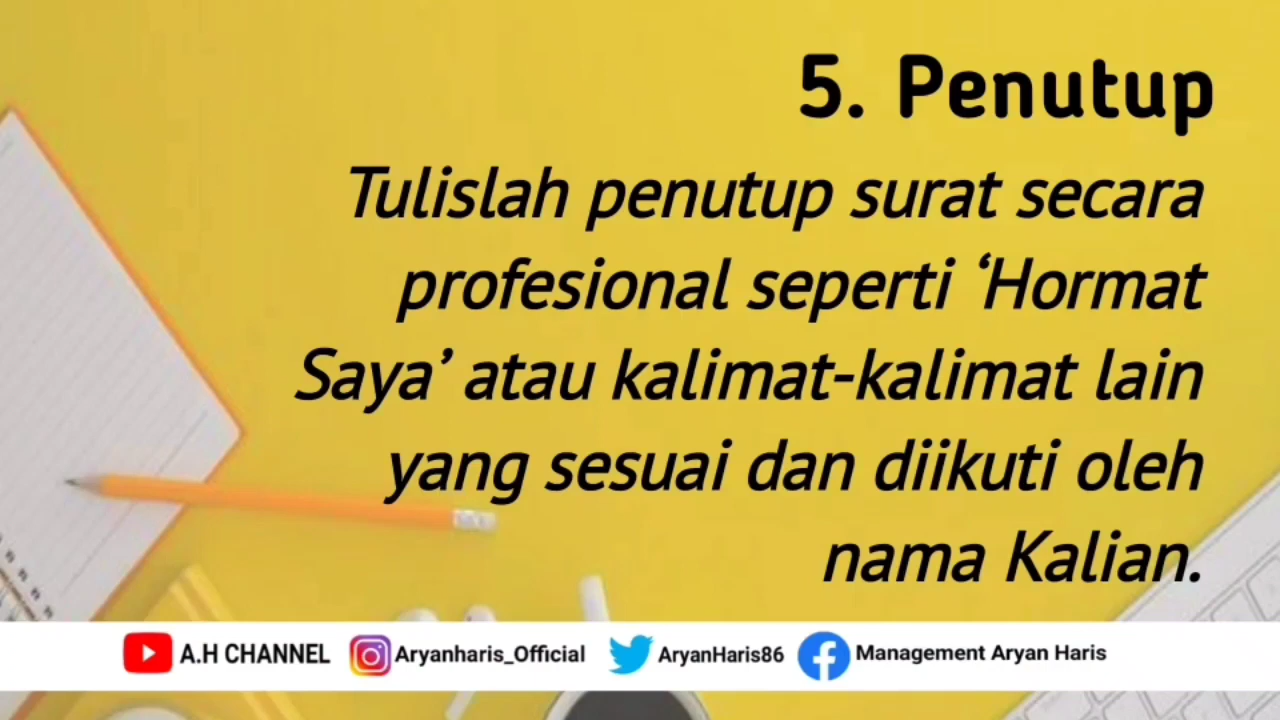 5. Penutup
Tulislah penutup surat secara
profesional seperti ‘Hormat
Saya’ atau kalimat-kalimat lain
yang sesuai dan diikuti oleh
nama Kalian.
A.H CHANNEL Aryanharis_Official AryanHaris86 Management Aryan Haris